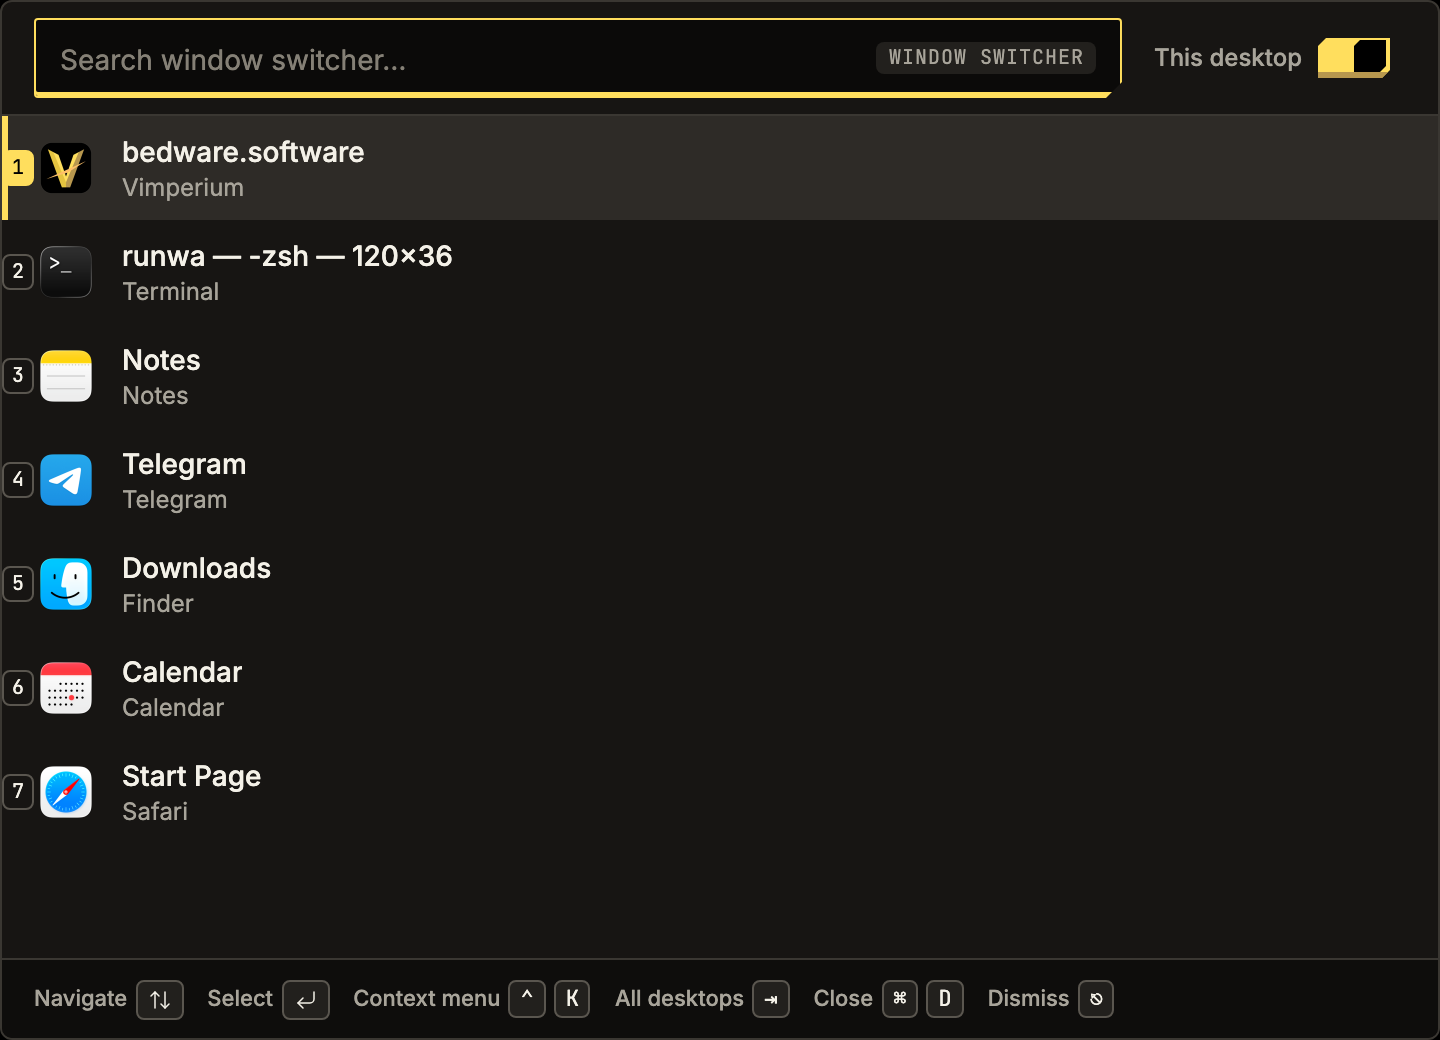 Search window switcher...
WINDOW SWITCHER
This desktop
1
bedware.software
Vimperium
2
>_
runwa — -zsh — 120×36
Terminal
3
Notes
Notes
4
Telegram
Telegram
5
Downloads
Finder
6
Calendar
Calendar
7
Start Page
Safari
Navigate ↑↓ Select ↵ Context menu ^ K All desktops ⇥ Close ⌘ D Dismiss ⎋